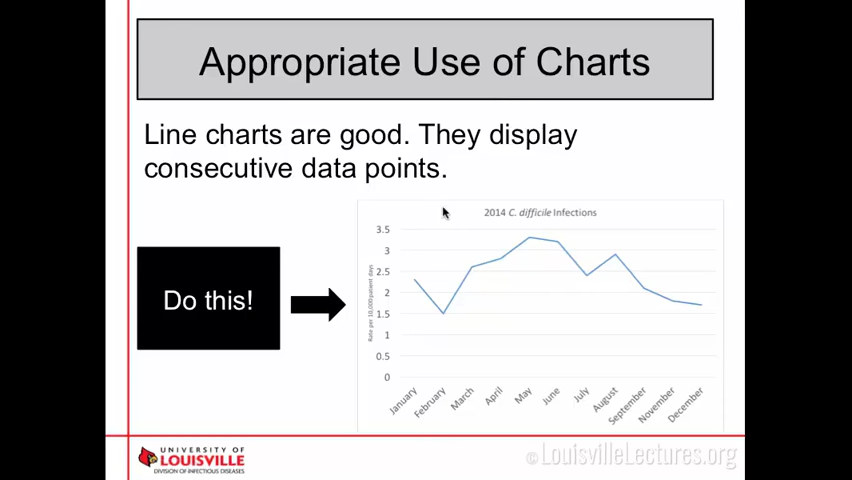 Appropriate Use of Charts
Line charts are good. They display
consecutive data points.
Do this!
2014 C. difficile Infections
Rate per 10,000 patient days
3.5
3
2.5
2
1.5
1
0.5
0
January
February
March
April
May
June
July
August
September
November
December
UNIVERSITY OF
LOUISVILLE
DIVISION OF INFECTIOUS DISEASES
© LouisvilleLectures.org